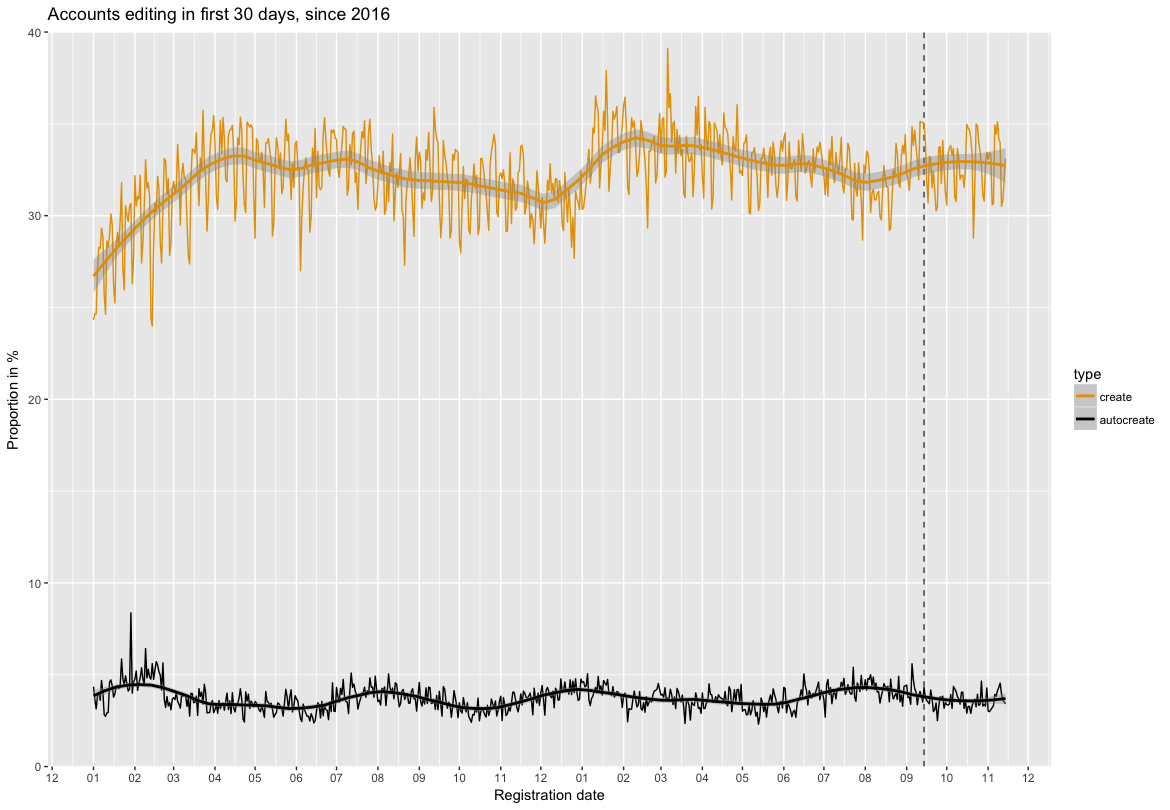 Accounts editing in first 30 days, since 2016
Proportion in %
40
30
20
10
0
12 01 02 03 04 05 06 07 08 09 10 11 12 01 02 03 04 05 06 07 08 09 10 11 12
Registration date
type
create
autocreate